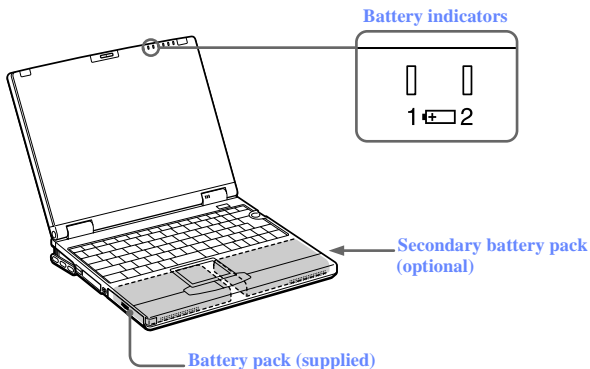 Battery indicators
1 2
Secondary battery pack
(optional)
Battery pack (supplied)